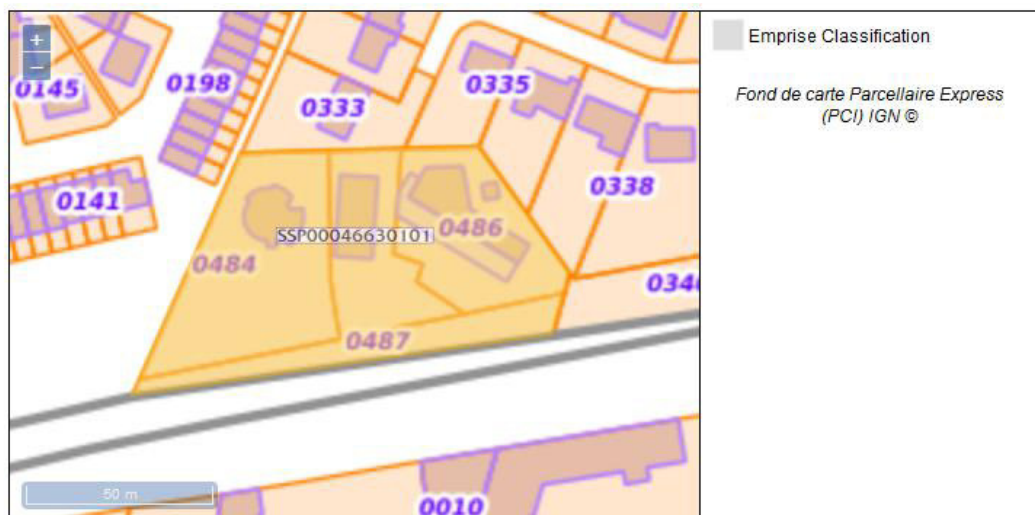 +
−
0145
0198
0333
0335
0141
0338
SSP00046630101
0486
0484
0346
0487
50 m
0010
Emprise Classification
Fond de carte Parcellaire Express
(PCI) IGN ©